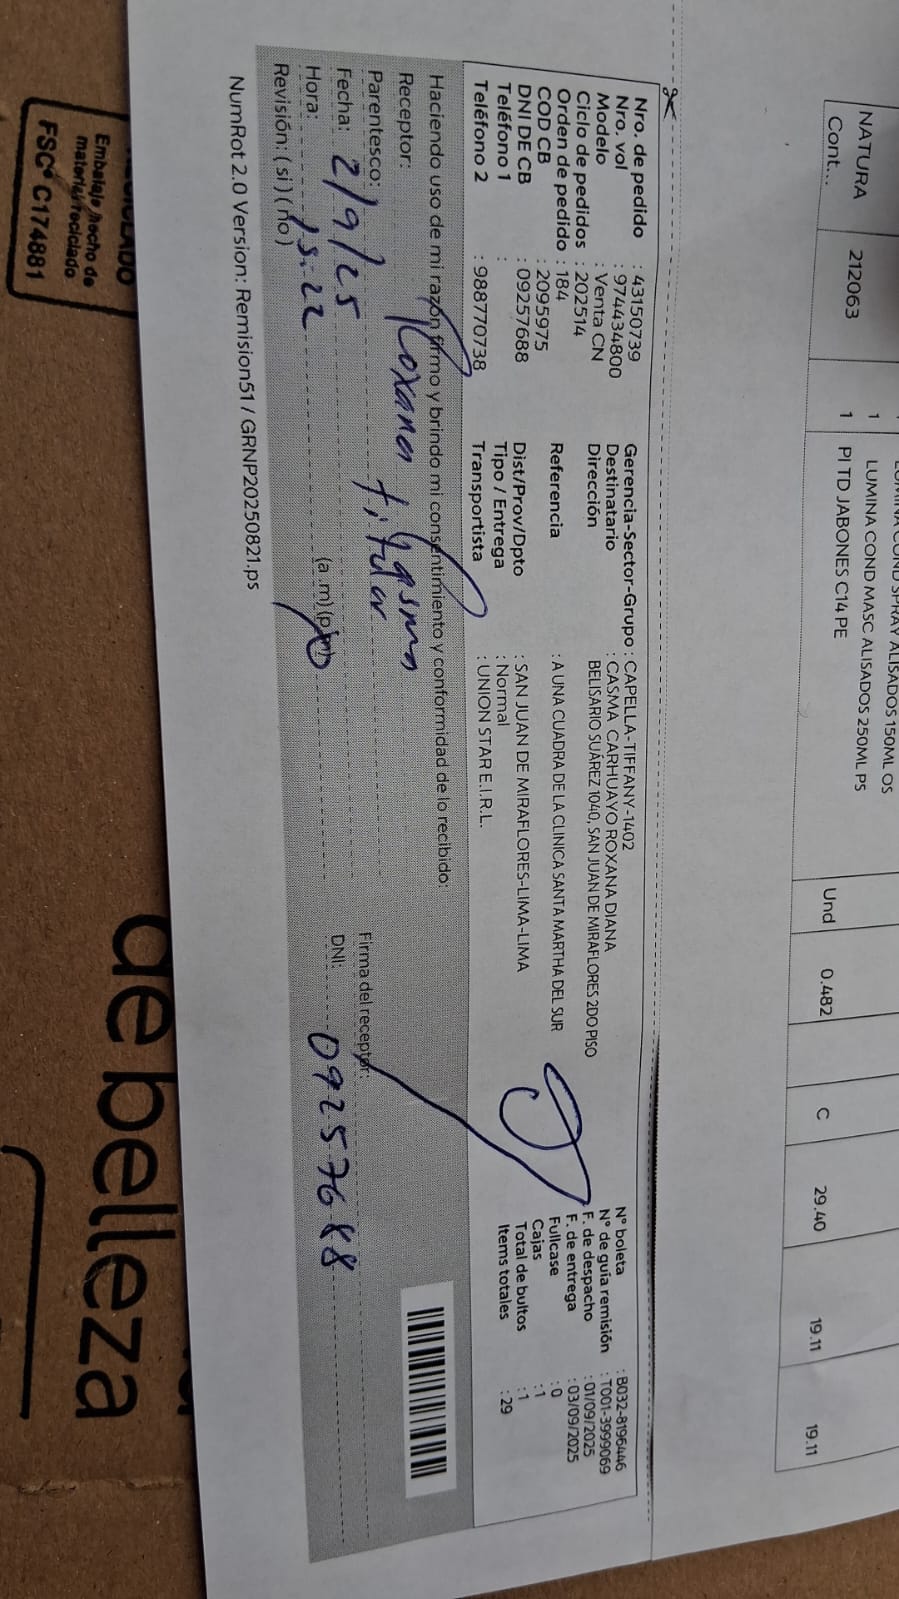 LUMINA COND SPRAY ALISADOS 150ML OS
1 LUMINA COND MASC ALISADOS 250ML PS
NATURA 212063 1 PI TD JABONES C14 PE Und 0.482 C 29.40 19.11 19.11
Cont...
Nro. de pedido : 43150739
Nro. vol : 974434800
Modelo : Venta CN
Ciclo de pedidos : 202514
Orden de pedido : 184
COD CB : 2095975
DNI DE CB : 09257688
Teléfono 1 :
Teléfono 2 : 988770738
Gerencia-Sector-Grupo : CAPELLA-TIFFANY-1402
Destinatario : CASMA CARHUAYO ROXANA DIANA
Dirección BELISARIO SUÁREZ 1040, SAN JUAN DE MIRAFLORES 2DO PISO
Referencia : A UNA CUADRA DE LA CLINICA SANTA MARTHA DEL SUR
Dist/Prov/Dpto : SAN JUAN DE MIRAFLORES-LIMA-LIMA
Tipo / Entrega : Normal
Transportista : UNION STAR E.I.R.L.
N° boleta : B032-8196446
N° de guía remisión : T001-3999069
F. de despacho : 01/09/2025
F. de entrega : 03/09/2025
Fullcase : 0
Cajas : 1
Total de bultos : 1
Items totales : 29
Haciendo uso de mi razón firmo y brindo mi consentimiento y conformidad de lo recibido:
Receptor: Roxana Casma
Parentesco: titular
Fecha: 2/9/25
Hora: 15:22 (a.m) (p.m)
Revisión: ( si ) ( no )
Firma del receptor:
DNI: 09257688
NumRot 2.0 Version: Remision51 / GRNP20250821.ps
de belleza
Embalaje hecho de
material reciclado
FSC® C174881